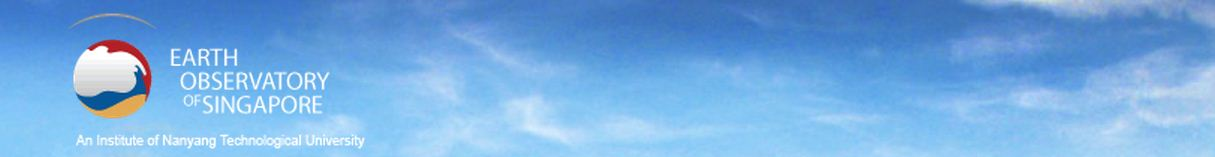 EARTH
OBSERVATORY
OF SINGAPORE
An Institute of Nanyang Technological University